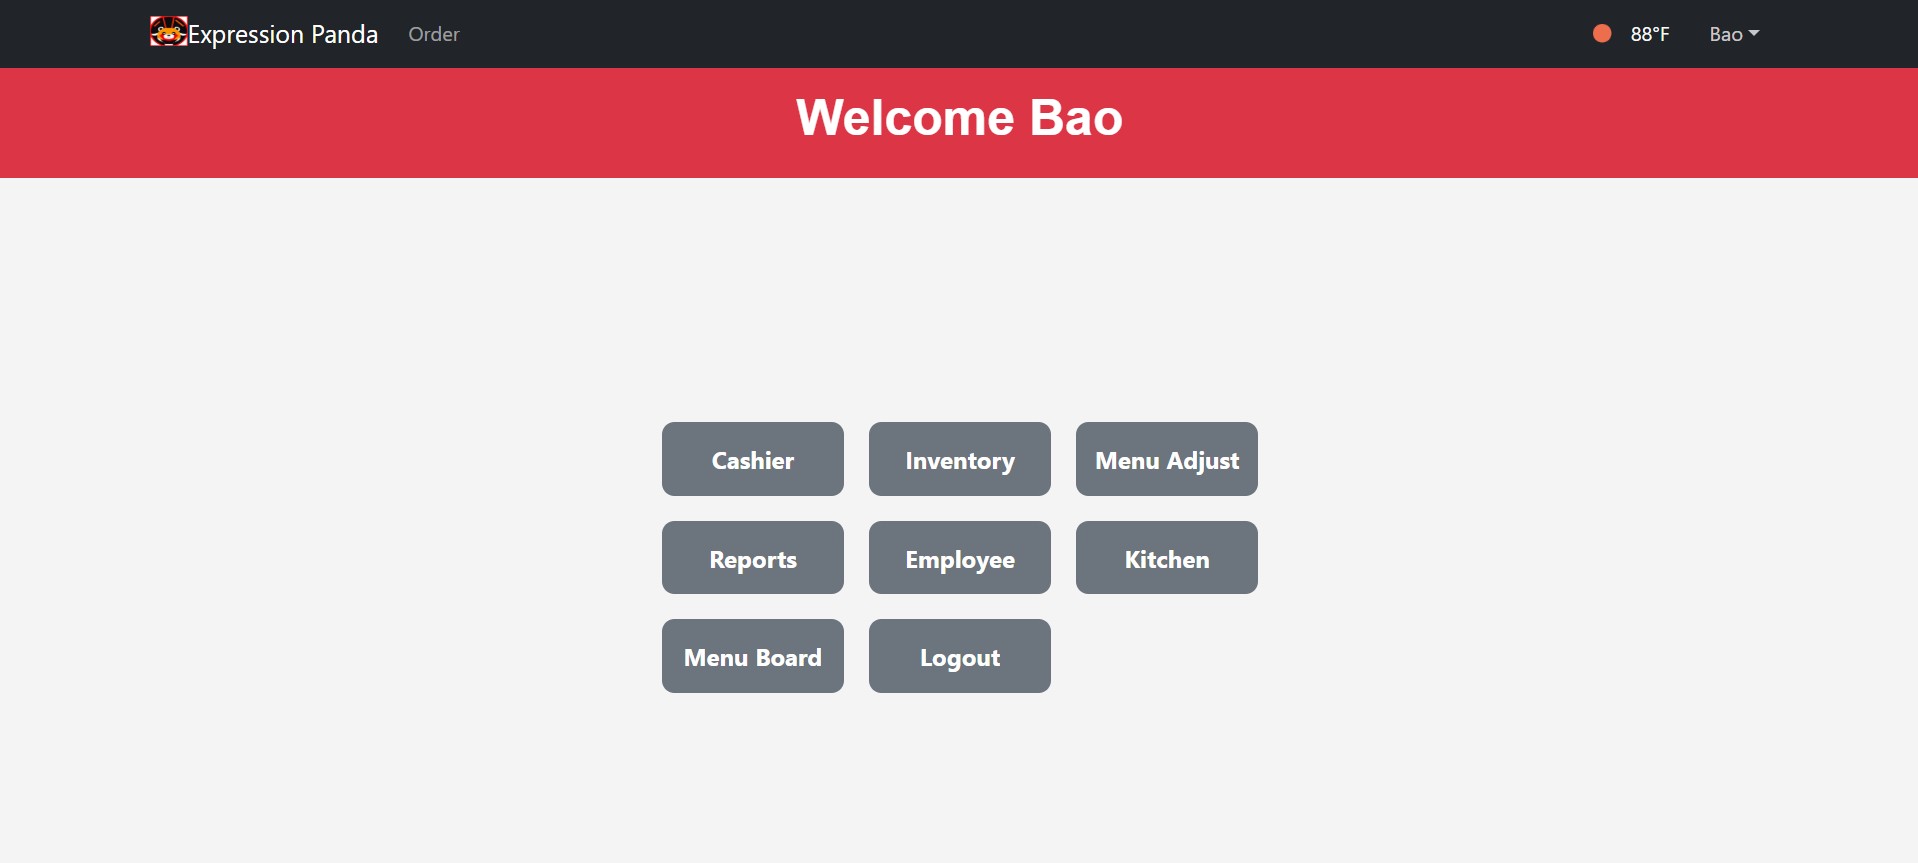 Expression Panda Order 88°F Bao
Welcome Bao
Cashier Inventory Menu Adjust
Reports Employee Kitchen
Menu Board Logout